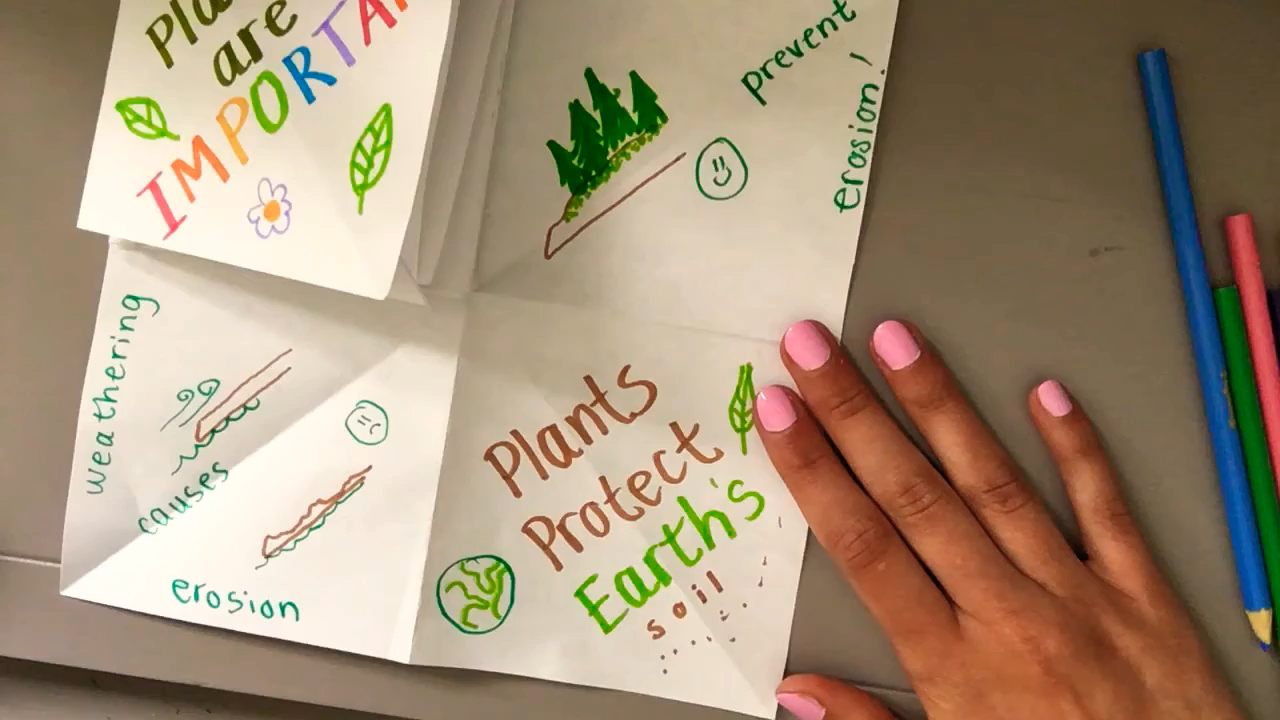 are
IMPORTA
prevent
erosion!
weathering
causes
erosion
Plants
Protect
Earth's
soil